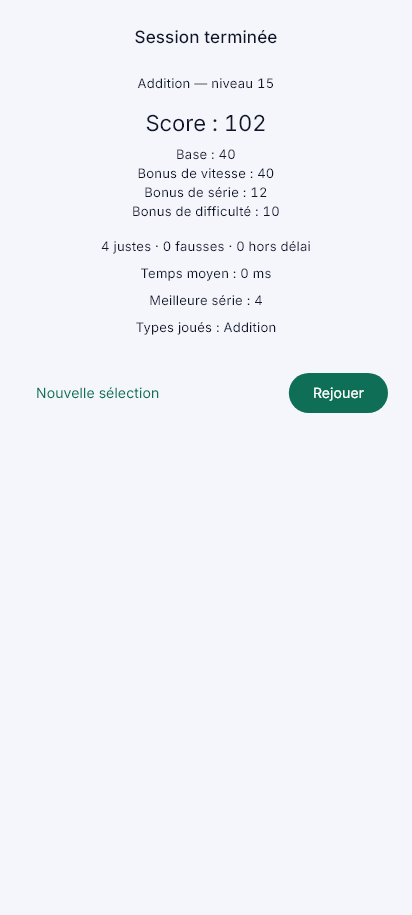 Session terminée
Addition — niveau 15
Score : 102
Base : 40
Bonus de vitesse : 40
Bonus de série : 12
Bonus de difficulté : 10
4 justes · 0 fausses · 0 hors délai
Temps moyen : 0 ms
Meilleure série : 4
Types joués : Addition
Nouvelle sélection
Rejouer